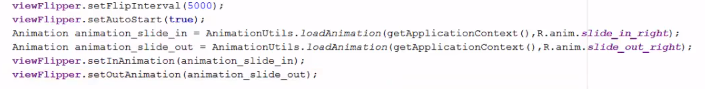 viewFlipper.setFlipInterval(5000);
viewFlipper.setAutoStart(true);
Animation animation_slide_in = AnimationUtils.loadAnimation(getApplicationContext(),R.anim.slide_in_right);
Animation animation_slide_out = AnimationUtils.loadAnimation(getApplicationContext(),R.anim.slide_out_right);
viewFlipper.setInAnimation(animation_slide_in);
viewFlipper.setOutAnimation(animation_slide_out);